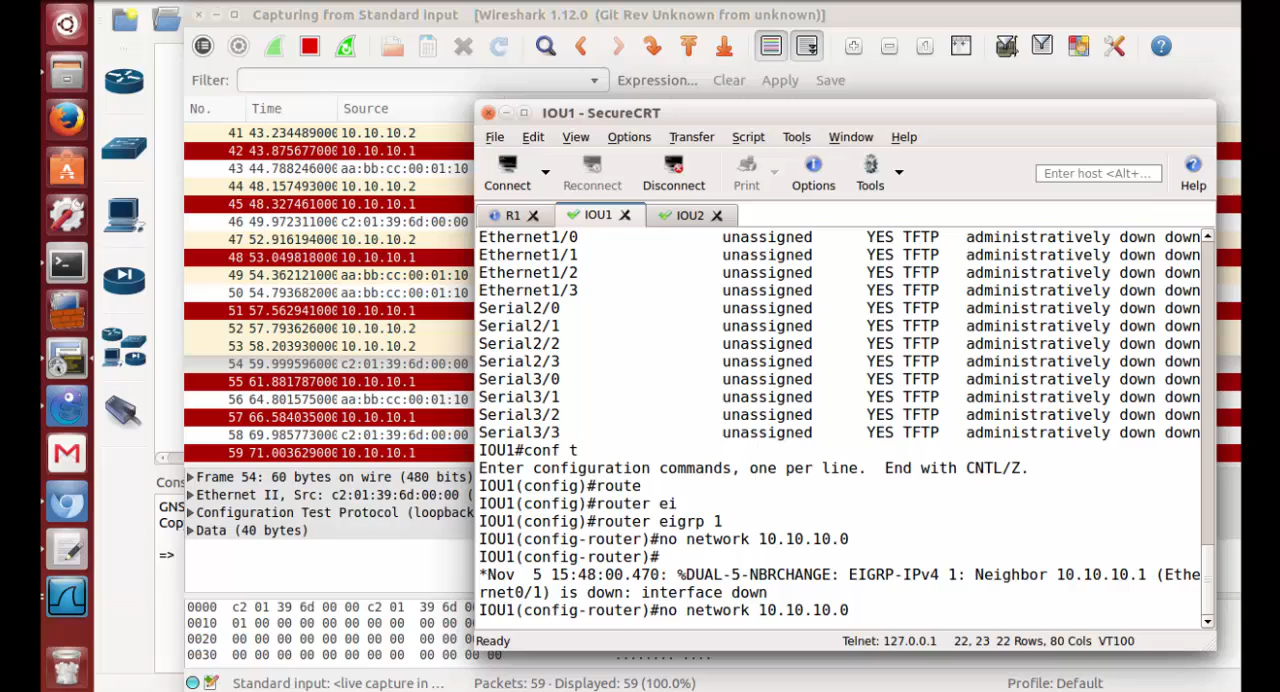 Capturing from Standard input [Wireshark 1.12.0 (Git Rev Unknown from unknown)]
Filter: Expression... Clear Apply Save
No. Time Source
41 43.234489000 10.10.10.2
42 43.875677000 10.10.10.1
43 44.788246000 aa:bb:cc:00:01:10
44 48.157493000 10.10.10.2
45 48.327461000 10.10.10.1
46 49.972311000 c2:01:39:6d:00:00
47 52.916194000 10.10.10.2
48 53.049818000 10.10.10.1
49 54.362121000 aa:bb:cc:00:01:10
50 54.793682000 aa:bb:cc:00:01:10
51 57.562941000 10.10.10.1
52 57.793626000 10.10.10.2
53 58.203930000 10.10.10.2
54 59.999596000 c2:01:39:6d:00:00
55 61.881787000 10.10.10.1
56 64.801575000 aa:bb:cc:00:01:10
57 66.584035000 10.10.10.1
58 69.985773000 c2:01:39:6d:00:00
59 71.003629000 10.10.10.1
Cons
GNS
Cop
=>
Frame 54: 60 bytes on wire (480 bits)
Ethernet II, Src: c2:01:39:6d:00:00 (
Configuration Test Protocol (loopback
Data (40 bytes)
0000 c2 01 39 6d 00 00 c2 01 39 6d 00
0010 01 00 00 00 00 00 00 00 00 00 00
0020 00 00 00 00 00 00 00 00 00 00 00
0030 00 00 00 00 00 00 00 00 00 00 00 00 ........ ....
Standard input: <live capture in ... Packets: 59 · Displayed: 59 (100.0%) Profile: Default
IOU1 - SecureCRT
File Edit View Options Transfer Script Tools Window Help
Connect Reconnect Disconnect Print Options Tools Enter host <Alt+... Help
R1 IOU1 IOU2
Ethernet1/0 unassigned YES TFTP administratively down down
Ethernet1/1 unassigned YES TFTP administratively down down
Ethernet1/2 unassigned YES TFTP administratively down down
Ethernet1/3 unassigned YES TFTP administratively down down
Serial2/0 unassigned YES TFTP administratively down down
Serial2/1 unassigned YES TFTP administratively down down
Serial2/2 unassigned YES TFTP administratively down down
Serial2/3 unassigned YES TFTP administratively down down
Serial3/0 unassigned YES TFTP administratively down down
Serial3/1 unassigned YES TFTP administratively down down
Serial3/2 unassigned YES TFTP administratively down down
Serial3/3 unassigned YES TFTP administratively down down
IOU1#conf t
Enter configuration commands, one per line. End with CNTL/Z.
IOU1(config)#route
IOU1(config)#router ei
IOU1(config)#router eigrp 1
IOU1(config-router)#no network 10.10.10.0
IOU1(config-router)#
*Nov 5 15:48:00.470: %DUAL-5-NBRCHANGE: EIGRP-IPv4 1: Neighbor 10.10.10.1 (Ethe
rnet0/1) is down: interface down
IOU1(config-router)#no network 10.10.10.0
Ready Telnet: 127.0.0.1 22, 23 22 Rows, 80 Cols VT100